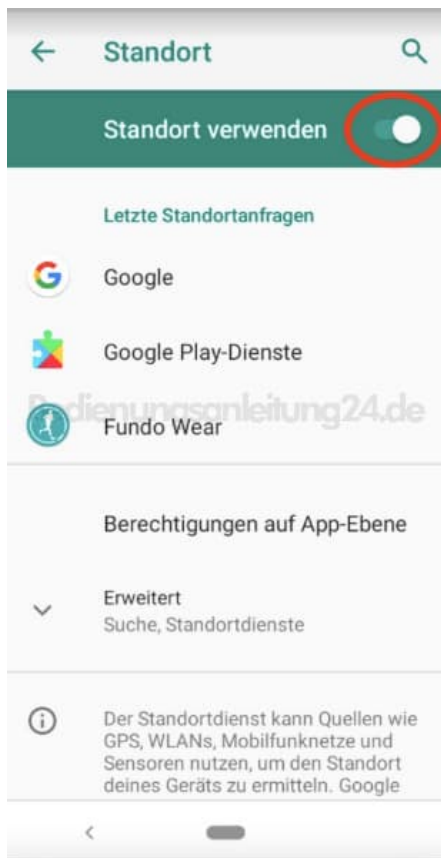 Standort
Standort verwenden
Letzte Standortanfragen
Google
Google Play-Dienste
Bedienungsanleitung24.de
Fundo Wear
Berechtigungen auf App-Ebene
Erweitert
Suche, Standortdienste
Der Standortdienst kann Quellen wie
GPS, WLANs, Mobilfunknetze und
Sensoren nutzen, um den Standort
deines Geräts zu ermitteln. Google